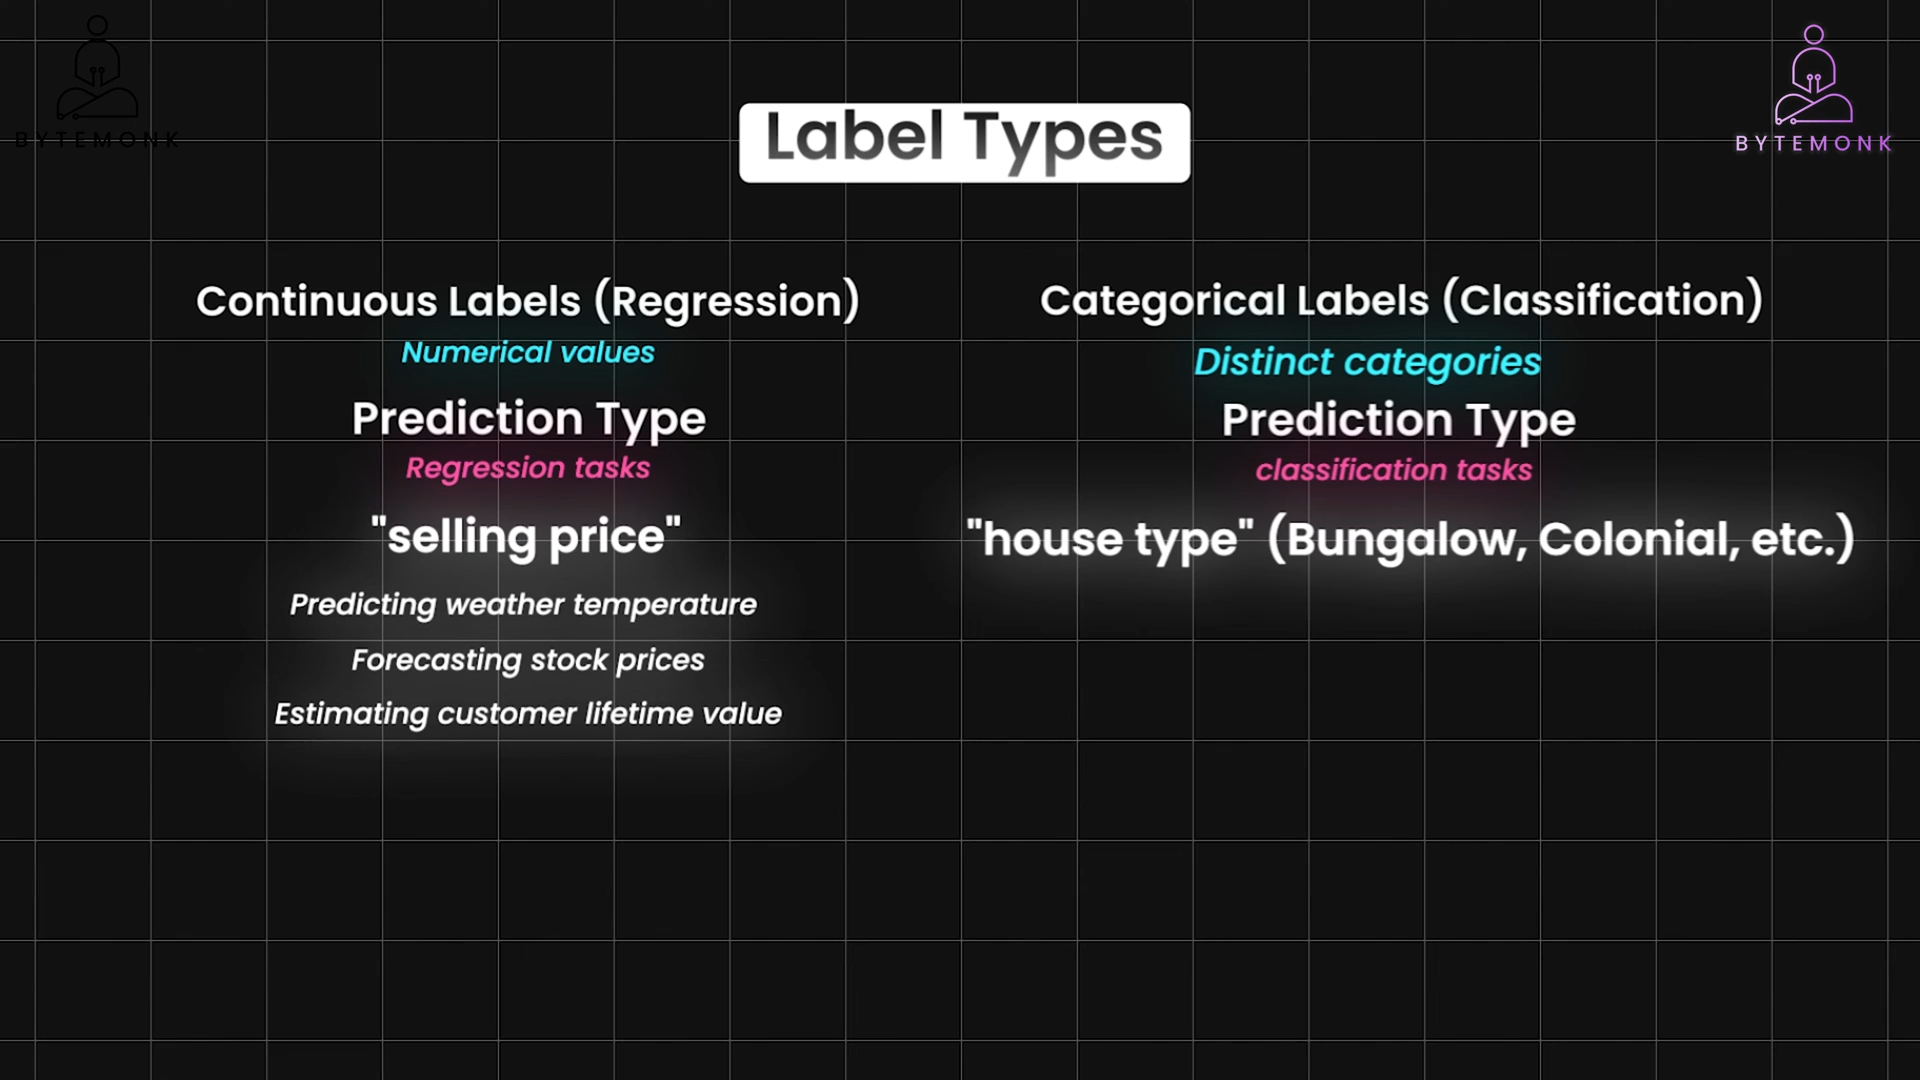 BYTEMONK
BYTEMONK
Label Types
Continuous Labels (Regression)
Numerical values
Prediction Type
Regression tasks
"selling price"
Predicting weather temperature
Forecasting stock prices
Estimating customer lifetime value
Categorical Labels (Classification)
Distinct categories
Prediction Type
classification tasks
"house type" (Bungalow, Colonial, etc.)